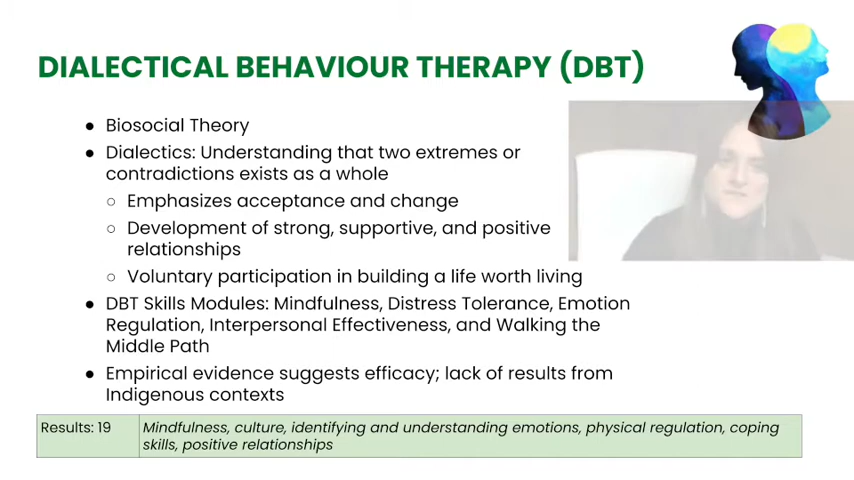 DIALECTICAL BEHAVIOUR THERAPY (DBT)
● Biosocial Theory
● Dialectics: Understanding that two extremes or
contradictions exists as a whole
○ Emphasizes acceptance and change
○ Development of strong, supportive, and positive
relationships
○ Voluntary participation in building a life worth living
● DBT Skills Modules: Mindfulness, Distress Tolerance, Emotion
Regulation, Interpersonal Effectiveness, and Walking the
Middle Path
● Empirical evidence suggests efficacy; lack of results from
Indigenous contexts
Results: 19
Mindfulness, culture, identifying and understanding emotions, physical regulation, coping
skills, positive relationships